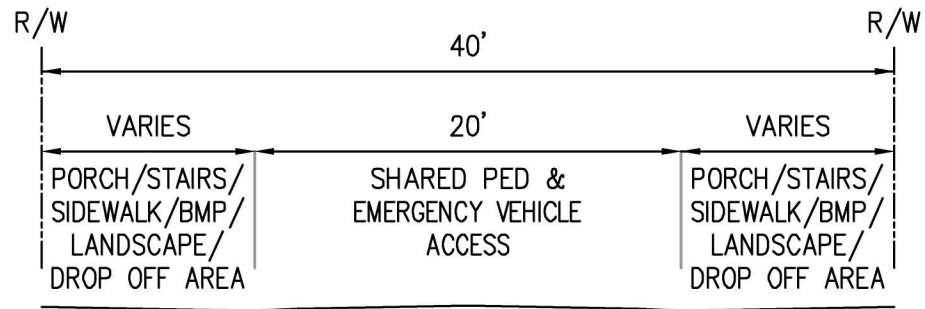 R/W
R/W
40'
VARIES
20'
VARIES
PORCH/STAIRS/
SIDEWALK/BMP/
LANDSCAPE/
DROP OFF AREA
SHARED PED &
EMERGENCY VEHICLE
ACCESS
PORCH/STAIRS/
SIDEWALK/BMP/
LANDSCAPE/
DROP OFF AREA